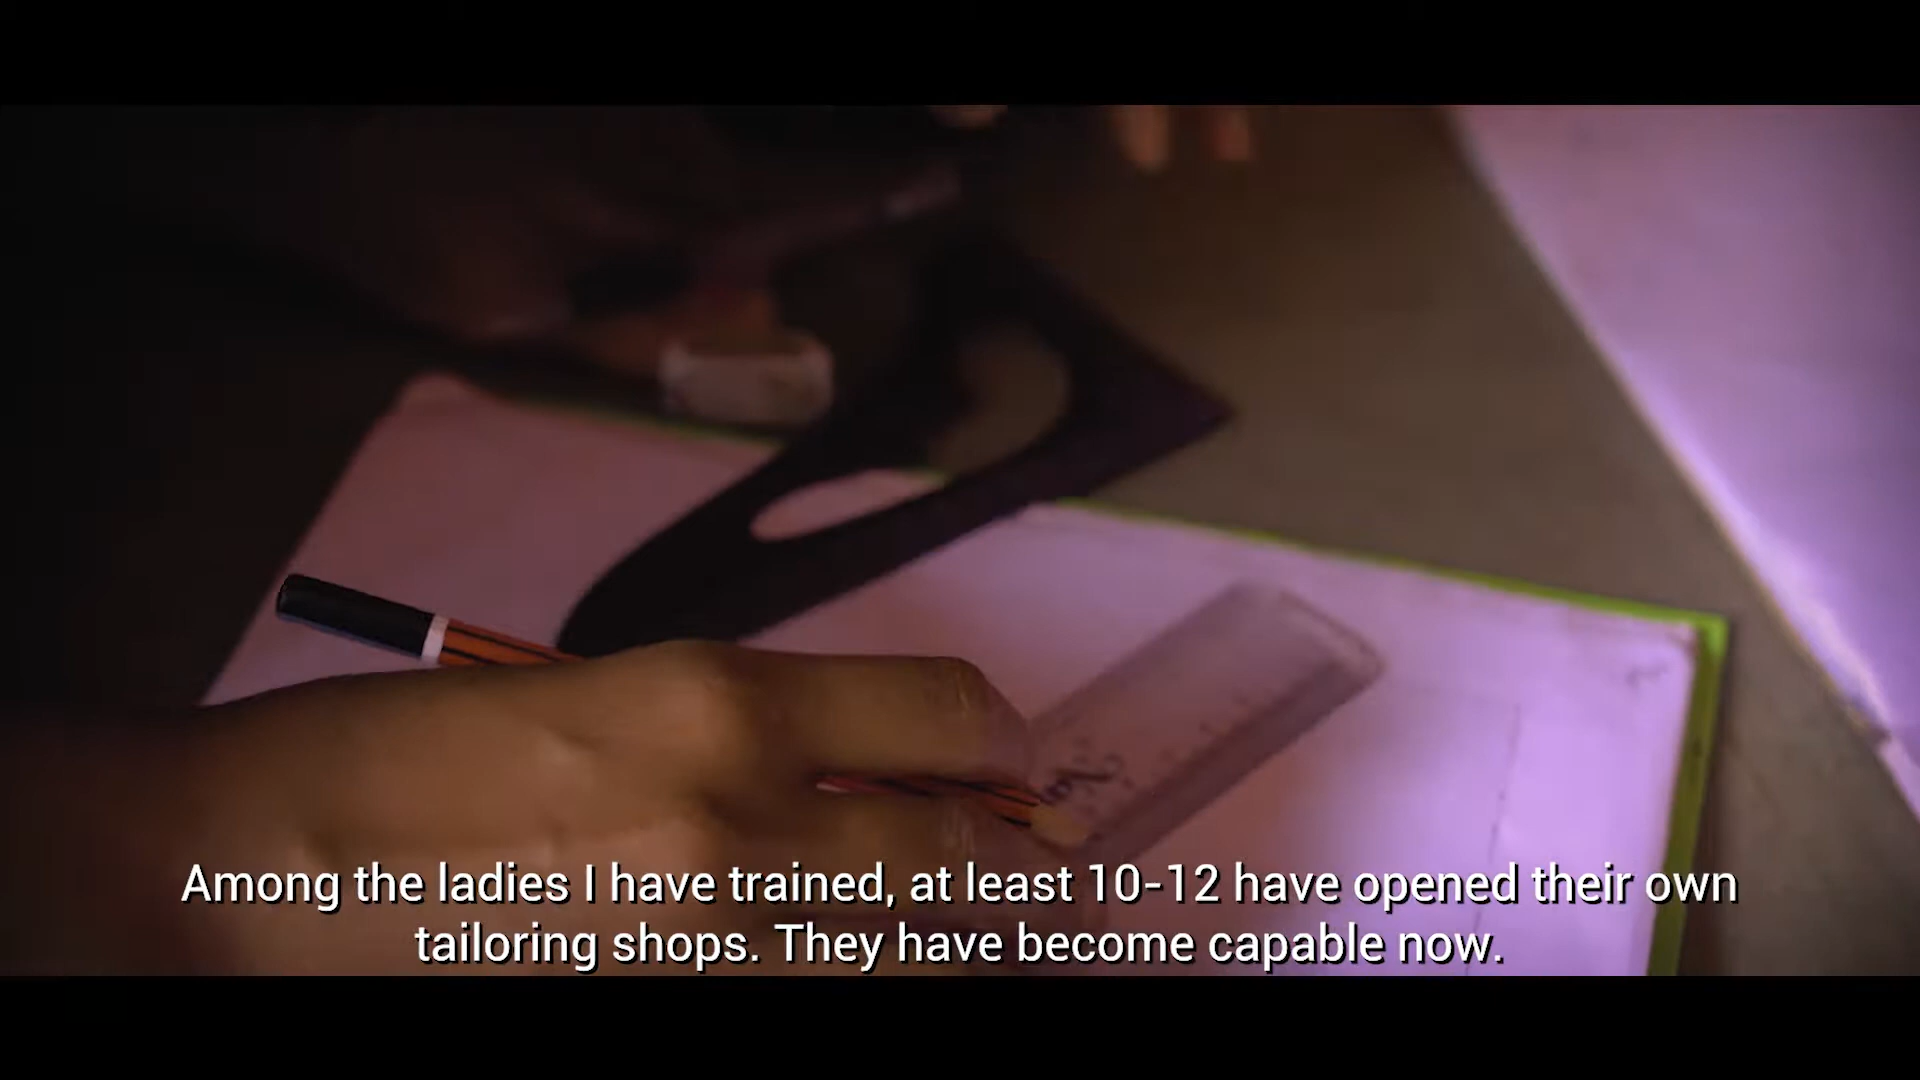 Among the ladies I have trained, at least 10-12 have opened their own
tailoring shops. They have become capable now.